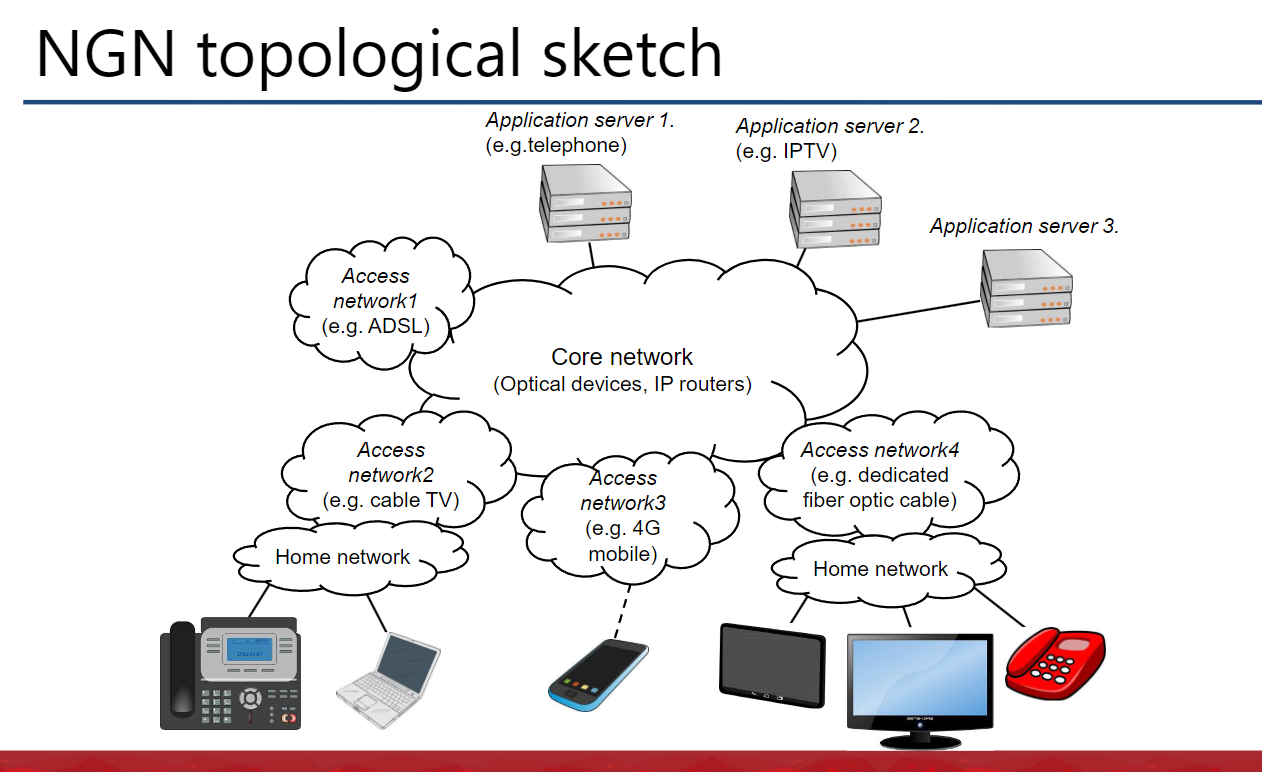 NGN topological sketch
Application server 1.
(e.g.telephone)
Application server 2.
(e.g. IPTV)
Application server 3.
Access
network1
(e.g. ADSL)
Core network
(Optical devices, IP routers)
Access
network2
(e.g. cable TV)
Access
network3
(e.g. 4G
mobile)
Access network4
(e.g. dedicated
fiber optic cable)
Home network
Home network